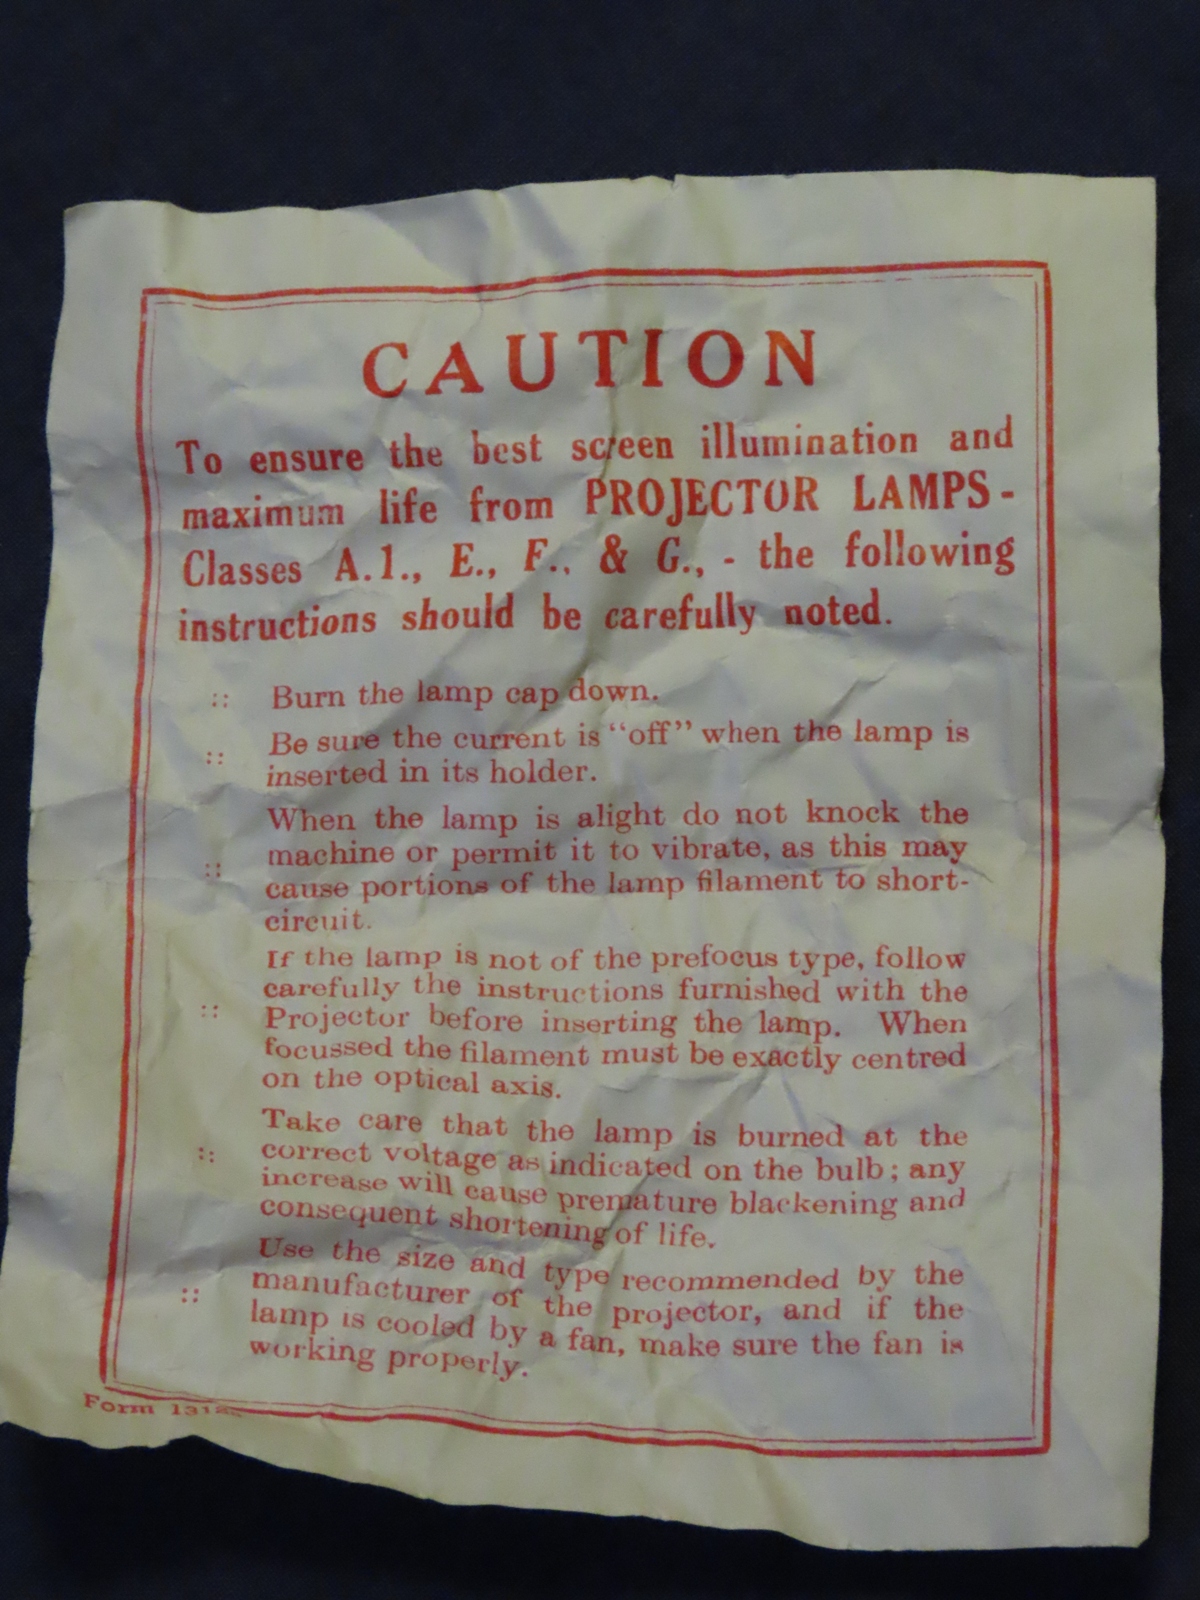 CAUTION
To ensure the best screen illumination and
maximum life from PROJECTOR LAMPS -
Classes A.1., E., F., & G., - the following
instructions should be carefully noted.
:: Burn the lamp cap down.
:: Be sure the current is “off” when the lamp is
inserted in its holder.
:: When the lamp is alight do not knock the
machine or permit it to vibrate, as this may
cause portions of the lamp filament to short-
circuit.
:: If the lamp is not of the prefocus type, follow
carefully the instructions furnished with the
Projector before inserting the lamp. When
focussed the filament must be exactly centred
on the optical axis.
:: Take care that the lamp is burned at the
correct voltage as indicated on the bulb; any
increase will cause premature blackening and
consequent shortening of life.
:: Use the size and type recommended by the
manufacturer of the projector, and if the
lamp is cooled by a fan, make sure the fan is
working properly.
Form